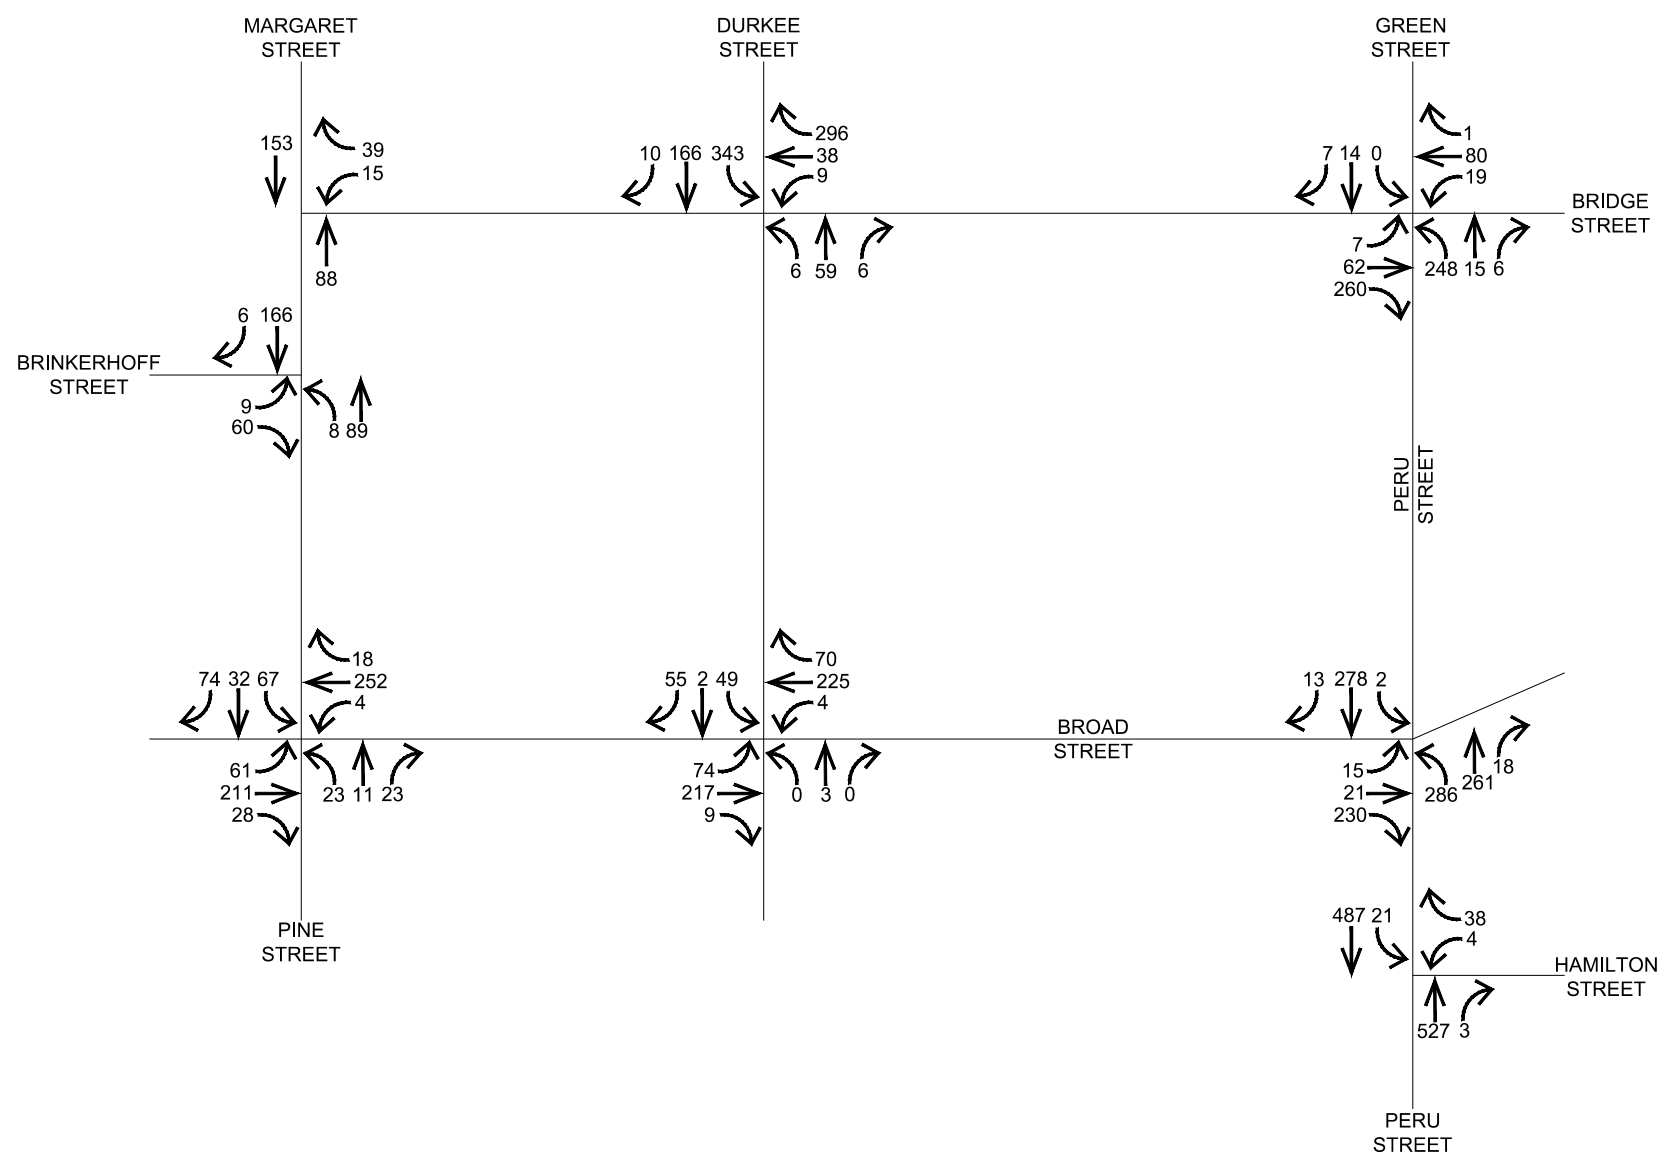 MARGARET
STREET
DURKEE
STREET
GREEN
STREET
153
39
15
88
10 166 343
296
38
9
6 59 6
7 14 0
1
80
19
7
62
260
248 15 6
BRIDGE
STREET
6 166
BRINKERHOFF
STREET
9
60
8 89
PERU
STREET
74 32 67
18
252
4
61
211
28
23 11 23
55 2 49
70
225
4
74
217
9
0 3 0
BROAD
STREET
13 278 2
15
21
230
286 261 18
PINE
STREET
487 21
38
4
HAMILTON
STREET
527 3
PERU
STREET